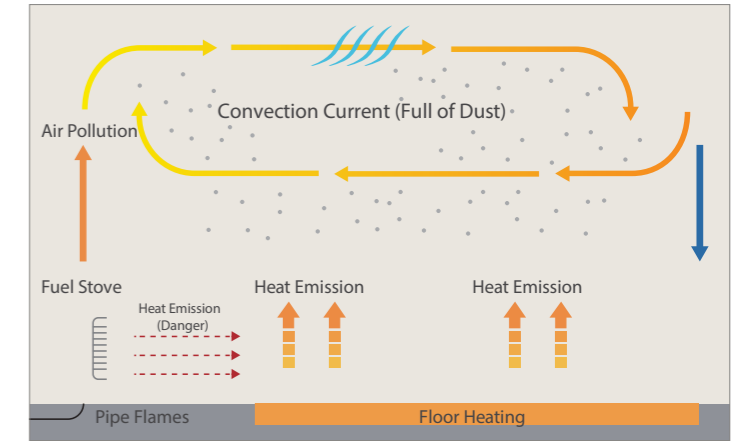 Convection Current (Full of Dust)
Air Pollution
Fuel Stove
Heat Emission
Heat Emission
Heat Emission
(Danger)
Pipe Flames
Floor Heating